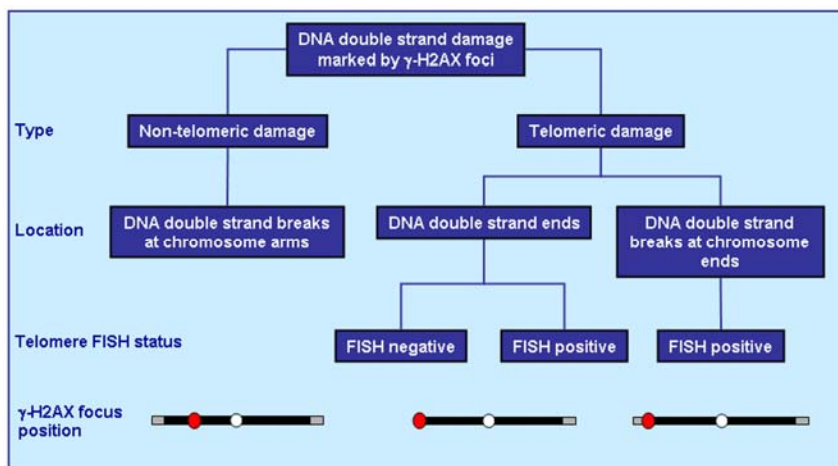 DNA double strand damage
marked by γ-H2AX foci
Type
Non-telomeric damage
Telomeric damage
Location
DNA double strand breaks
at chromosome arms
DNA double strand ends
DNA double strand
breaks at chromosome
ends
Telomere FISH status
FISH negative
FISH positive
FISH positive
γ-H2AX focus
position